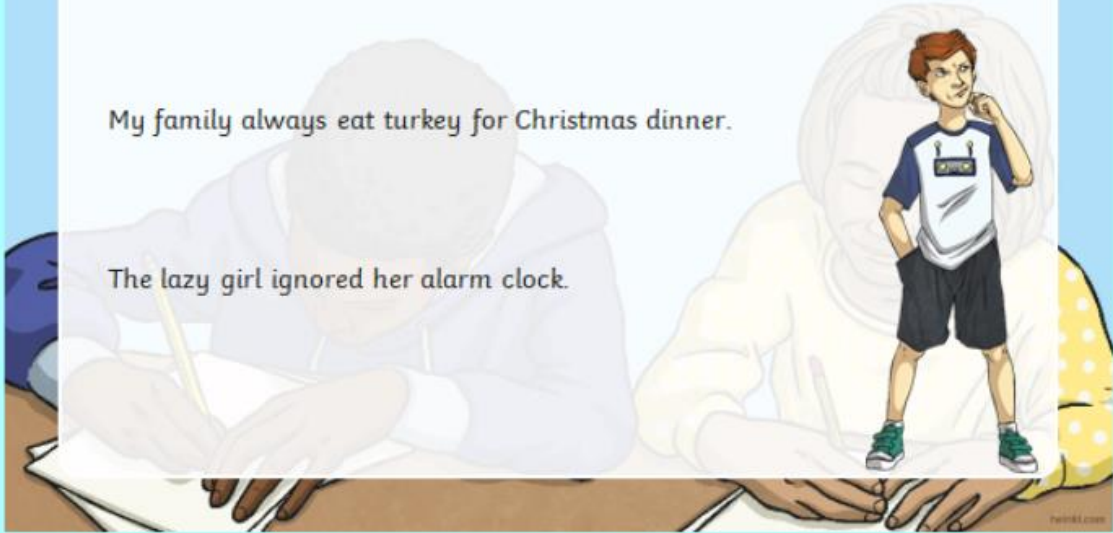 My family always eat turkey for Christmas dinner.
The lazy girl ignored her alarm clock.
twinkl.com